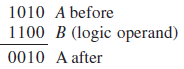 1010 A before
1100 B (logic operand)
0010 A after